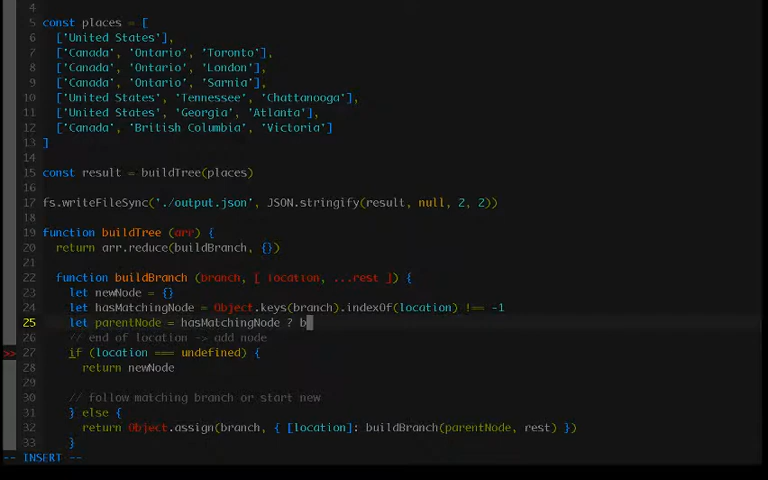 4
5 const places = [
6 ['United States'],
7 ['Canada', 'Ontario', 'Toronto'],
8 ['Canada', 'Ontario', 'London'],
9 ['Canada', 'Ontario', 'Sarnia'],
10 ['United States', 'Tennessee', 'Chattanooga'],
11 ['United States', 'Georgia', 'Atlanta'],
12 ['Canada', 'British Columbia', 'Victoria']
13 ]
14
15 const result = buildTree(places)
16
17 fs.writeFileSync('./output.json', JSON.stringify(result, null, 2, 2))
18
19 function buildTree (arr) {
20 return arr.reduce(buildBranch, {})
21
22 function buildBranch (branch, [ location, ...rest ]) {
23 let newNode = {}
24 let hasMatchingNode = Object.keys(branch).indexOf(location) !== -1
25 let parentNode = hasMatchingNode ? b
26 // end of location -> add node
>> 27 if (location === undefined) {
28 return newNode
29
30 // follow matching branch or start new
31 } else {
32 return Object.assign(branch, { [location]: buildBranch(parentNode, rest) })
33 }
-- INSERT --